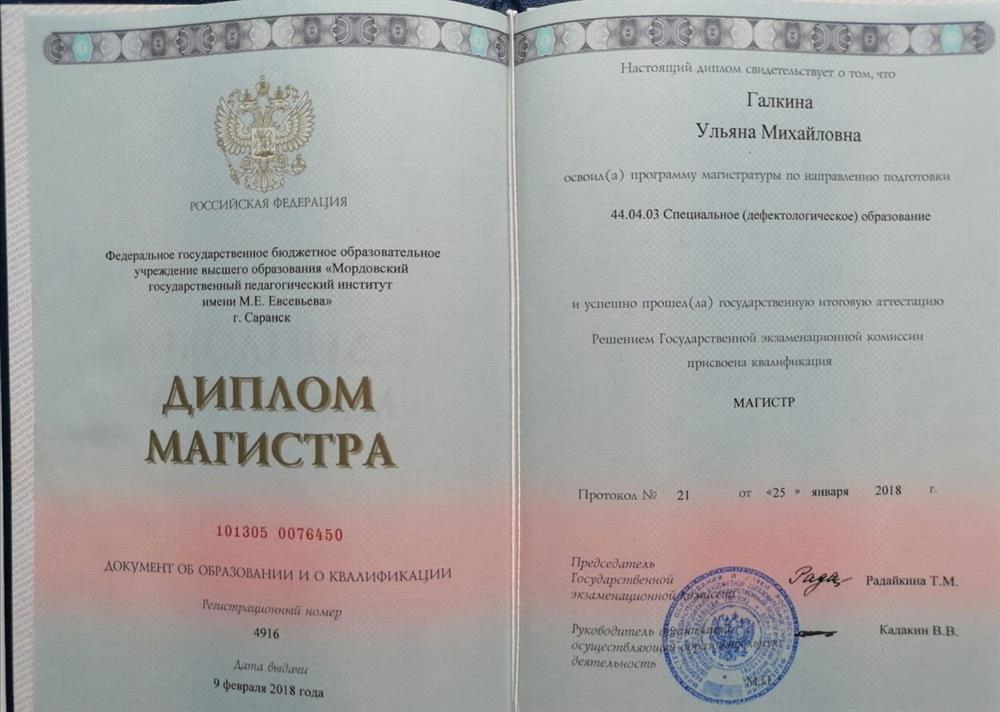 РОССИЙСКАЯ ФЕДЕРАЦИЯ
Федеральное государственное бюджетное образовательное
учреждение высшего образования «Мордовский
государственный педагогический институт
имени М.Е. Евсевьева»
г. Саранск
ДИПЛОМ
МАГИСТРА
101305 0076450
ДОКУМЕНТ ОБ ОБРАЗОВАНИИ И О КВАЛИФИКАЦИИ
Регистрационный номер
4916
Дата выдачи
9 февраля 2018 года
Настоящий диплом свидетельствует о том, что
Галкина
Ульяна Михайловна
освоил(а) программу магистратуры по направлению подготовки
44.04.03 Специальное (дефектологическое) образование
и успешно прошел(ла) государственную итоговую аттестацию
Решением Государственной экзаменационной комиссии
присвоена квалификация
МАГИСТР
Протокол № 21 от «25 » января 2018 г.
Председатель
Государственной
экзаменационной комиссии
Радайкина Т.М.
Руководитель организации,
осуществляющей образовательную
деятельность
Кадакин В.В.
М.П.